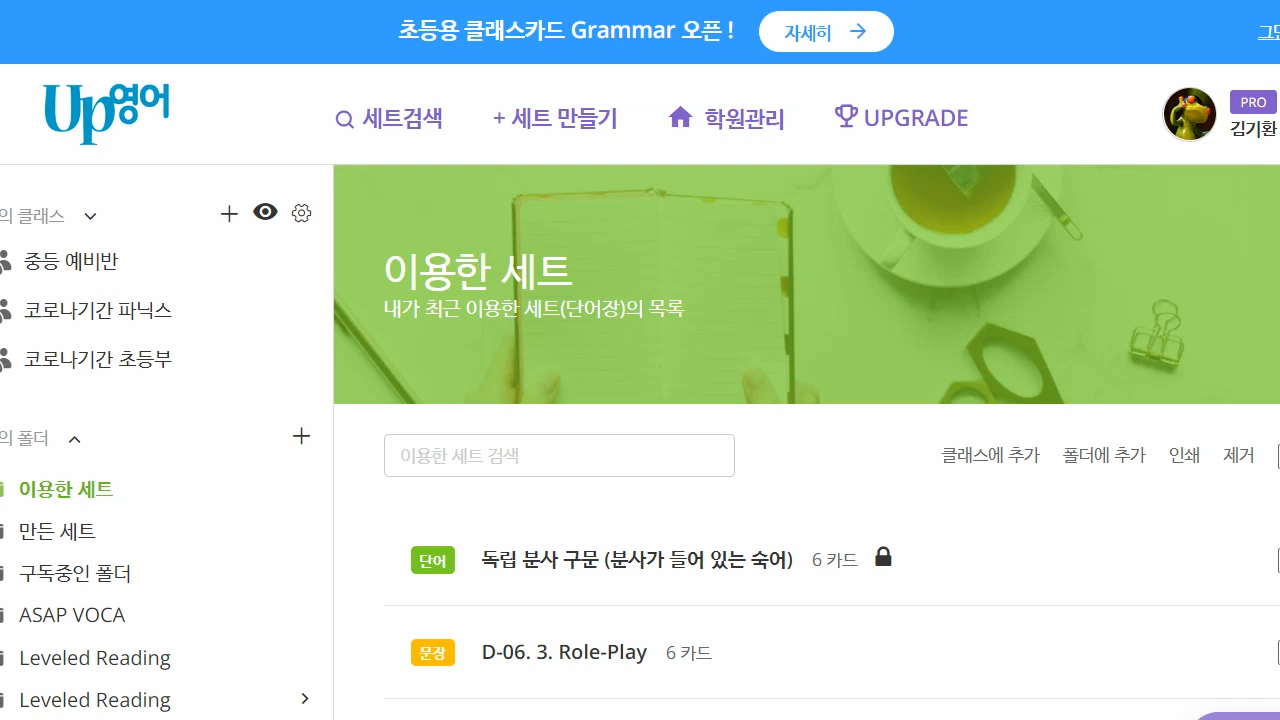 초등용 클래스카드 Grammar 오픈 !
자세히
Up영어
세트검색
+ 세트 만들기
학원관리
UPGRADE
PRO
김기환
의 클래스
중등 예비반
코로나기간 파닉스
코로나기간 초등부
의 폴더
이용한 세트
만든 세트
구독중인 폴더
ASAP VOCA
Leveled Reading
Leveled Reading
이용한 세트
내가 최근 이용한 세트(단어장)의 목록
이용한 세트 검색
클래스에 추가
폴더에 추가
인쇄
제거
단어 독립 분사 구문 (분사가 들어 있는 숙어) 6 카드
문장 D-06. 3. Role-Play 6 카드